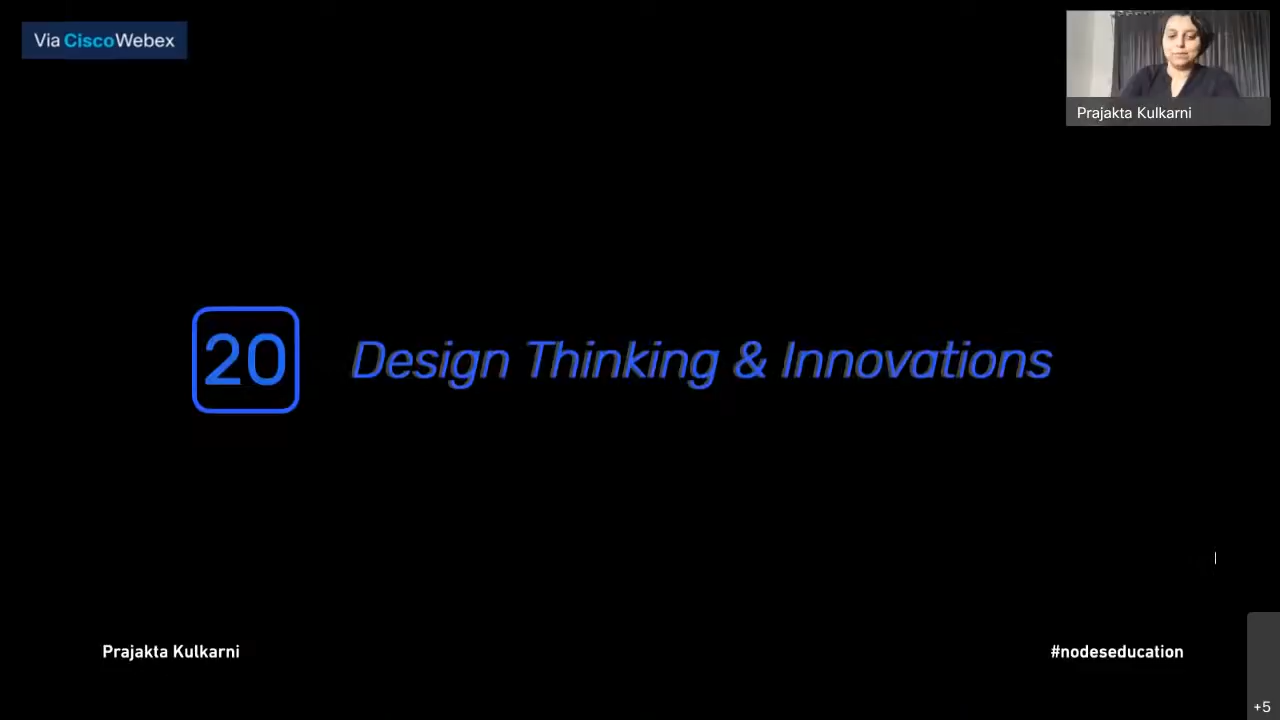 Via CiscoWebex
Prajakta Kulkarni
20 Design Thinking & Innovations
Prajakta Kulkarni
#nodeseducation
+5